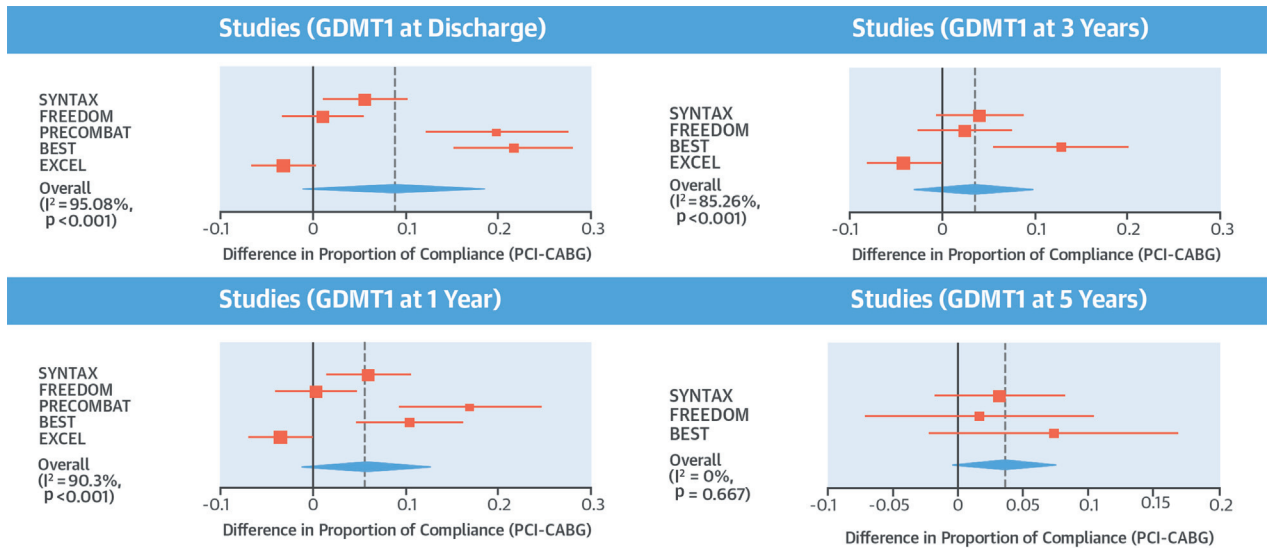 Studies (GDMT1 at Discharge)
SYNTAX
FREEDOM
PRECOMBAT
BEST
EXCEL
Overall
(I² = 95.08%,
p <0.001)
-0.1 0 0.1 0.2 0.3
Difference in Proportion of Compliance (PCI-CABG)
Studies (GDMT1 at 3 Years)
SYNTAX
FREEDOM
BEST
EXCEL
Overall
(I² = 85.26%,
p <0.001)
-0.1 0 0.1 0.2 0.3
Difference in Proportion of Compliance (PCI-CABG)
Studies (GDMT1 at 1 Year)
SYNTAX
FREEDOM
PRECOMBAT
BEST
EXCEL
Overall
(I² = 90.3%,
p <0.001)
-0.1 0 0.1 0.2 0.3
Difference in Proportion of Compliance (PCI-CABG)
Studies (GDMT1 at 5 Years)
SYNTAX
FREEDOM
BEST
Overall
(I² = 0%,
p = 0.667)
-0.1 -0.05 0 0.05 0.1 0.15 0.2
Difference in Proportion of Compliance (PCI-CABG)